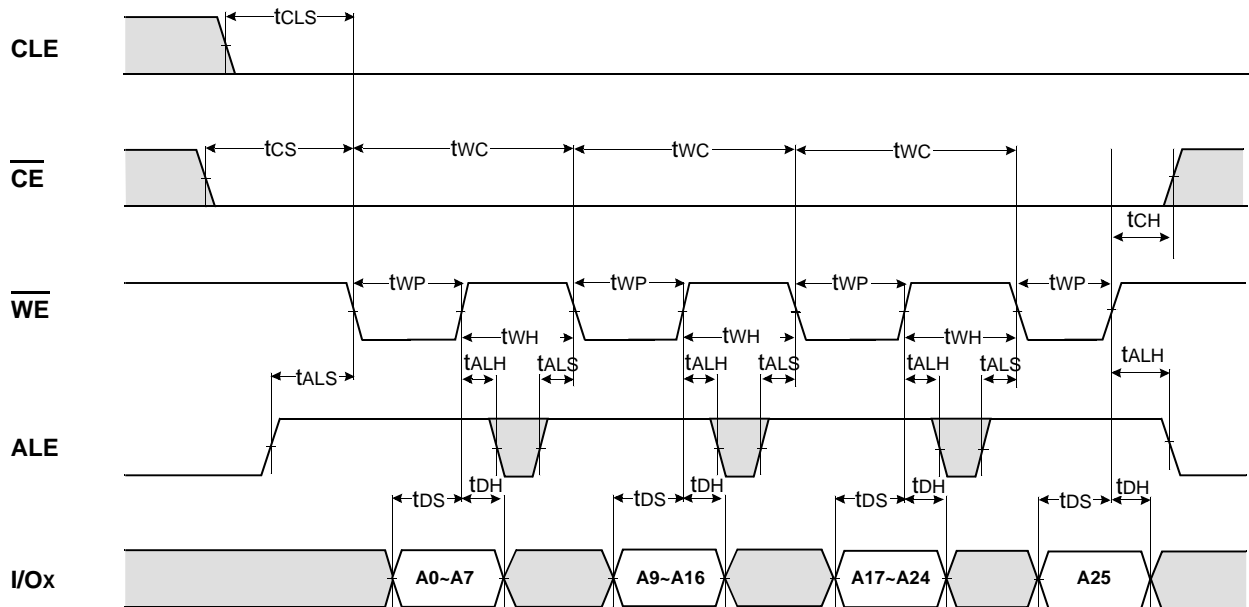 CLE
tCLS
CE
tCS
tWC
tWC
tWC
tCH
WE
tWP
tWP
tWP
tWP
tWH
tWH
tWH
tALS
tALH
tALS
tALH
tALS
tALH
tALS
tALH
ALE
tDS
tDH
tDS
tDH
tDS
tDH
tDS
tDH
I/Ox
A0~A7
A9~A16
A17~A24
A25